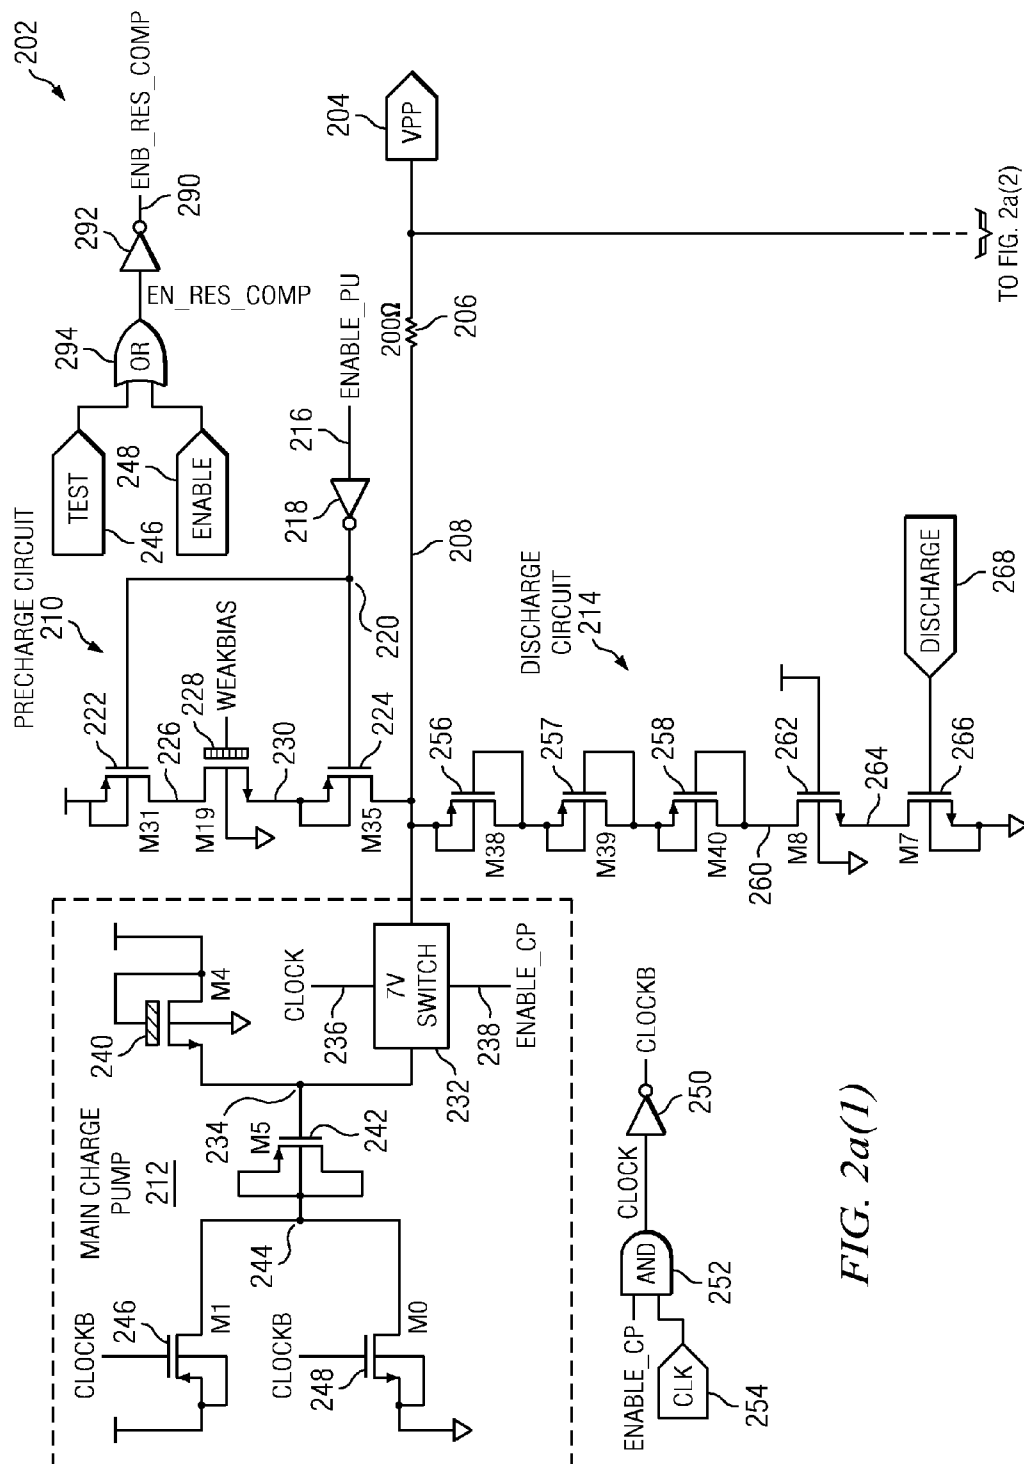 202
ENB_RES_COMP
290
292
EN_RES_COMP
294
OR
TEST
246
248
ENABLE
204
VPP
TO FIG. 2a(2)
200Ω
206
ENABLE_PU
216
218
208
220
PRECHARGE CIRCUIT
210
222
M31
226
WEAKBIAS
228
M19
230
224
M35
DISCHARGE
CIRCUIT
214
256
M38
257
M39
258
M40
260
262
M8
264
266
M7
DISCHARGE
268
MAIN CHARGE
PUMP
212
240
M4
CLOCK
236
7V
SWITCH
238
ENABLE_CP
232
234
M5
242
244
CLOCKB
246
M1
CLOCKB
248
M0
ENABLE_CP
CLK
254
AND
252
CLOCK
250
CLOCKB
FIG. 2a(1)